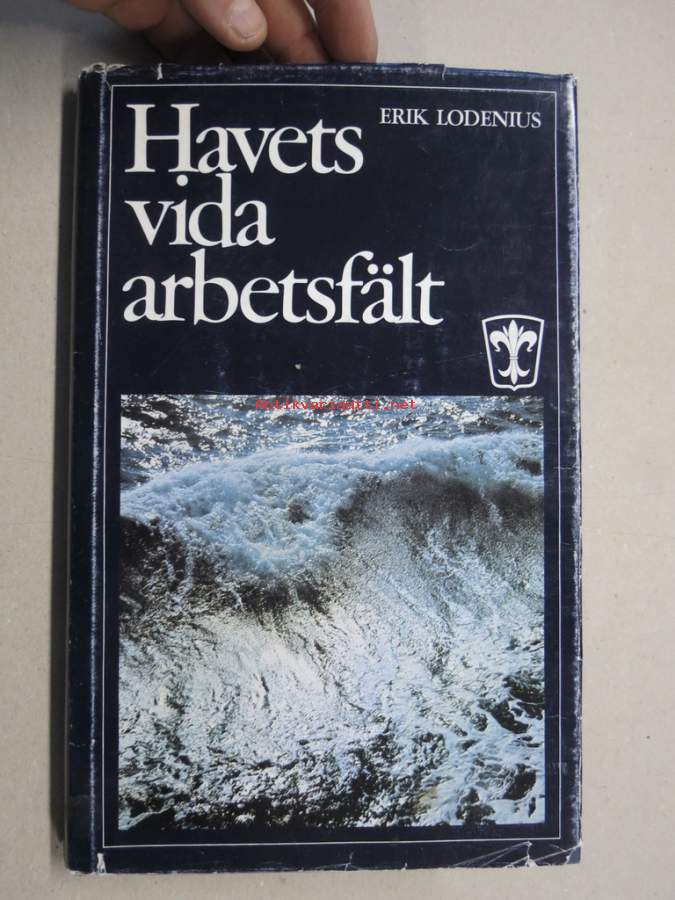 Havets
ERIK LODENIUS
vida
arbetsfält
Antikvariaatti.net